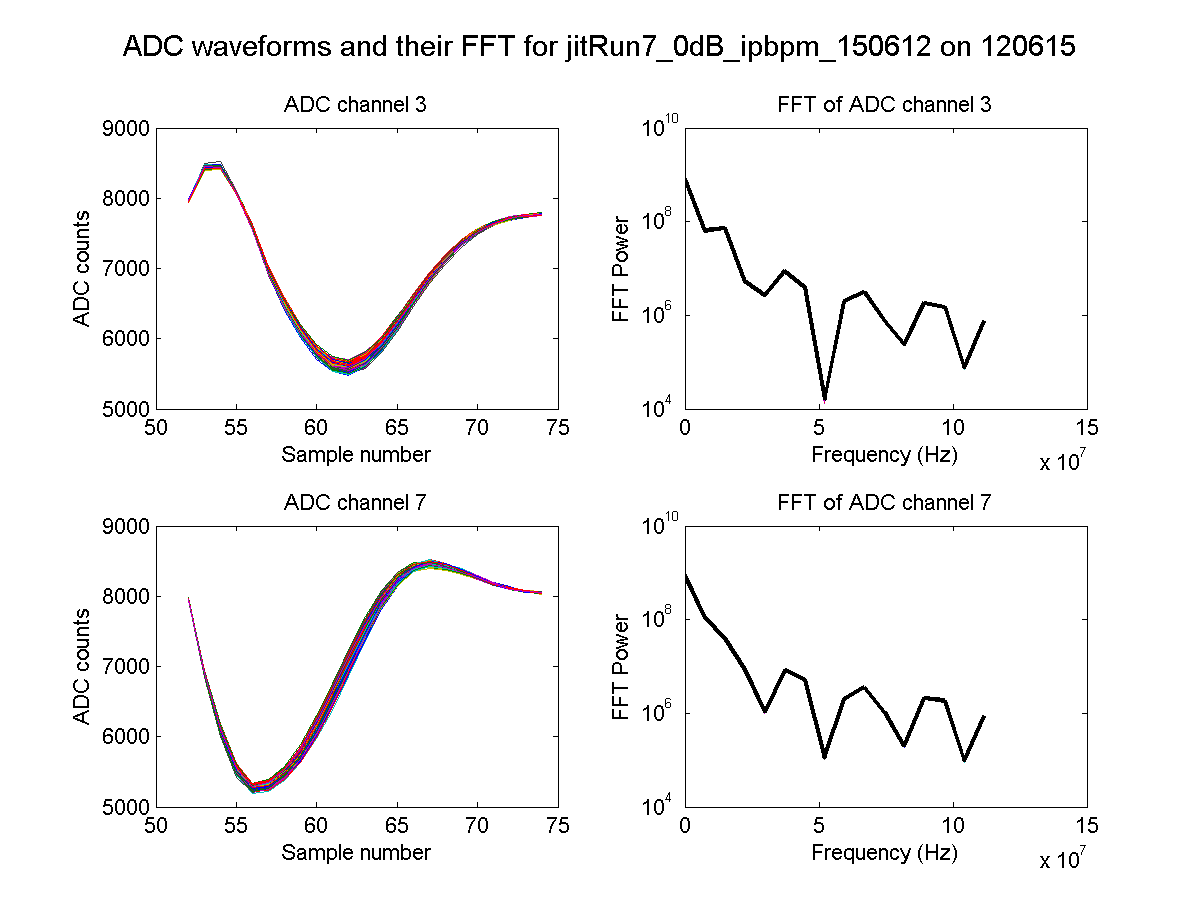 ADC waveforms and their FFT for jitRun7_0dB_ipbpm_150612 on 120615
ADC channel 3
9000
8000
7000
6000
5000
50 55 60 65 70 75
ADC counts
Sample number
FFT of ADC channel 3
10^10
10^8
10^6
10^4
0 5 10 15
FFT Power
Frequency (Hz)
x 10^7
ADC channel 7
9000
8000
7000
6000
5000
50 55 60 65 70 75
ADC counts
Sample number
FFT of ADC channel 7
10^10
10^8
10^6
10^4
0 5 10 15
FFT Power
Frequency (Hz)
x 10^7